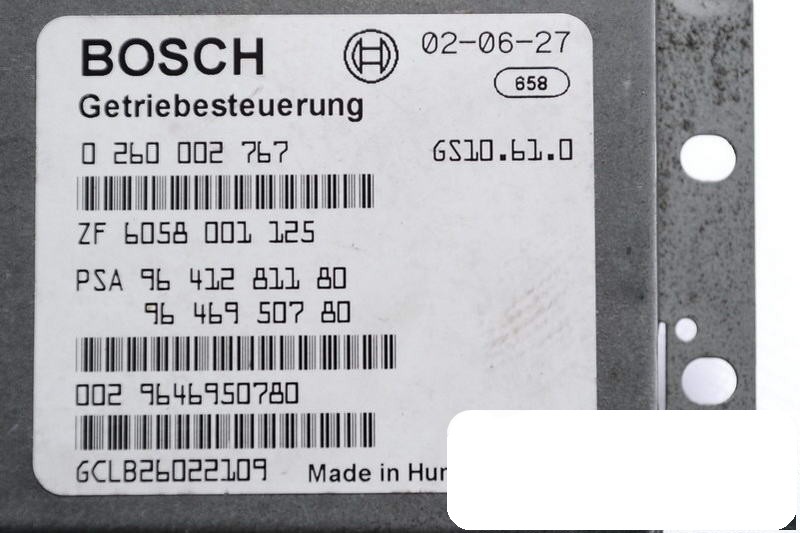 BOSCH 02-06-27
658
Getriebesteuerung
0 260 002 767 GS10.61.0
ZF 6058 001 125
PSA 96 412 811 80
96 469 507 80
002 9646950780
GCLB26022109 Made in